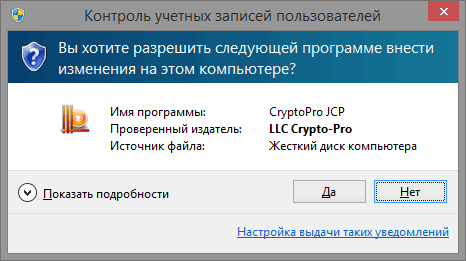 Контроль учетных записей пользователей
Вы хотите разрешить следующей программе внести
изменения на этом компьютере?
Имя программы: CryptoPro JCP
Проверенный издатель: LLC Crypto-Pro
Источник файла: Жесткий диск компьютера
Показать подробности Да Нет
Настройка выдачи таких уведомлений